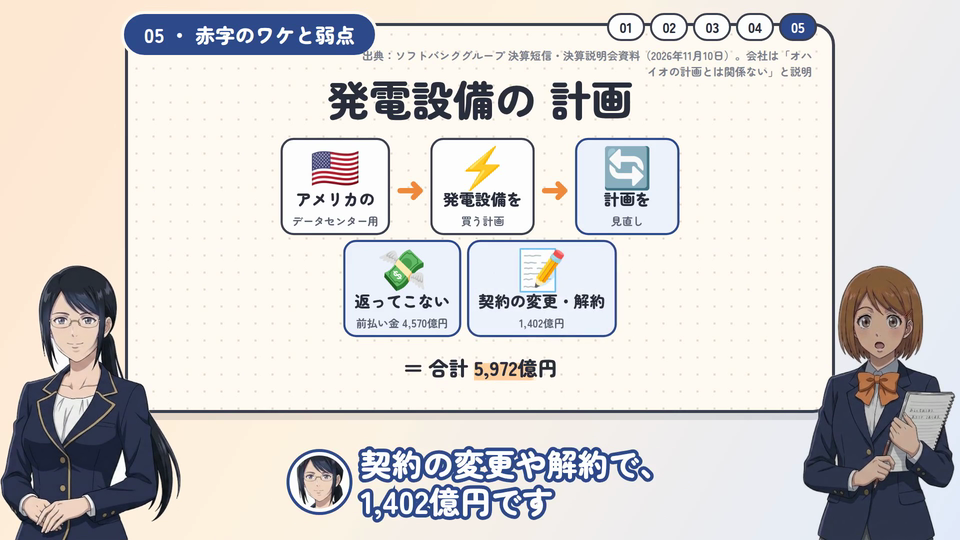 05 ・ 赤字のワケと弱点
01 02 03 04 05
出典：ソフトバンクグループ 決算短信・決算説明会資料（2026年11月10日）。会社は「オハ
イオの計画とは関係ない」と説明
発電設備の 計画
アメリカの
データセンター用
発電設備を
買う計画
計画を
見直し
返ってこない
前払い金 4,570億円
契約の変更・解約
1,402億円
＝ 合計 5,972億円
契約の変更や解約で、
1,402億円です